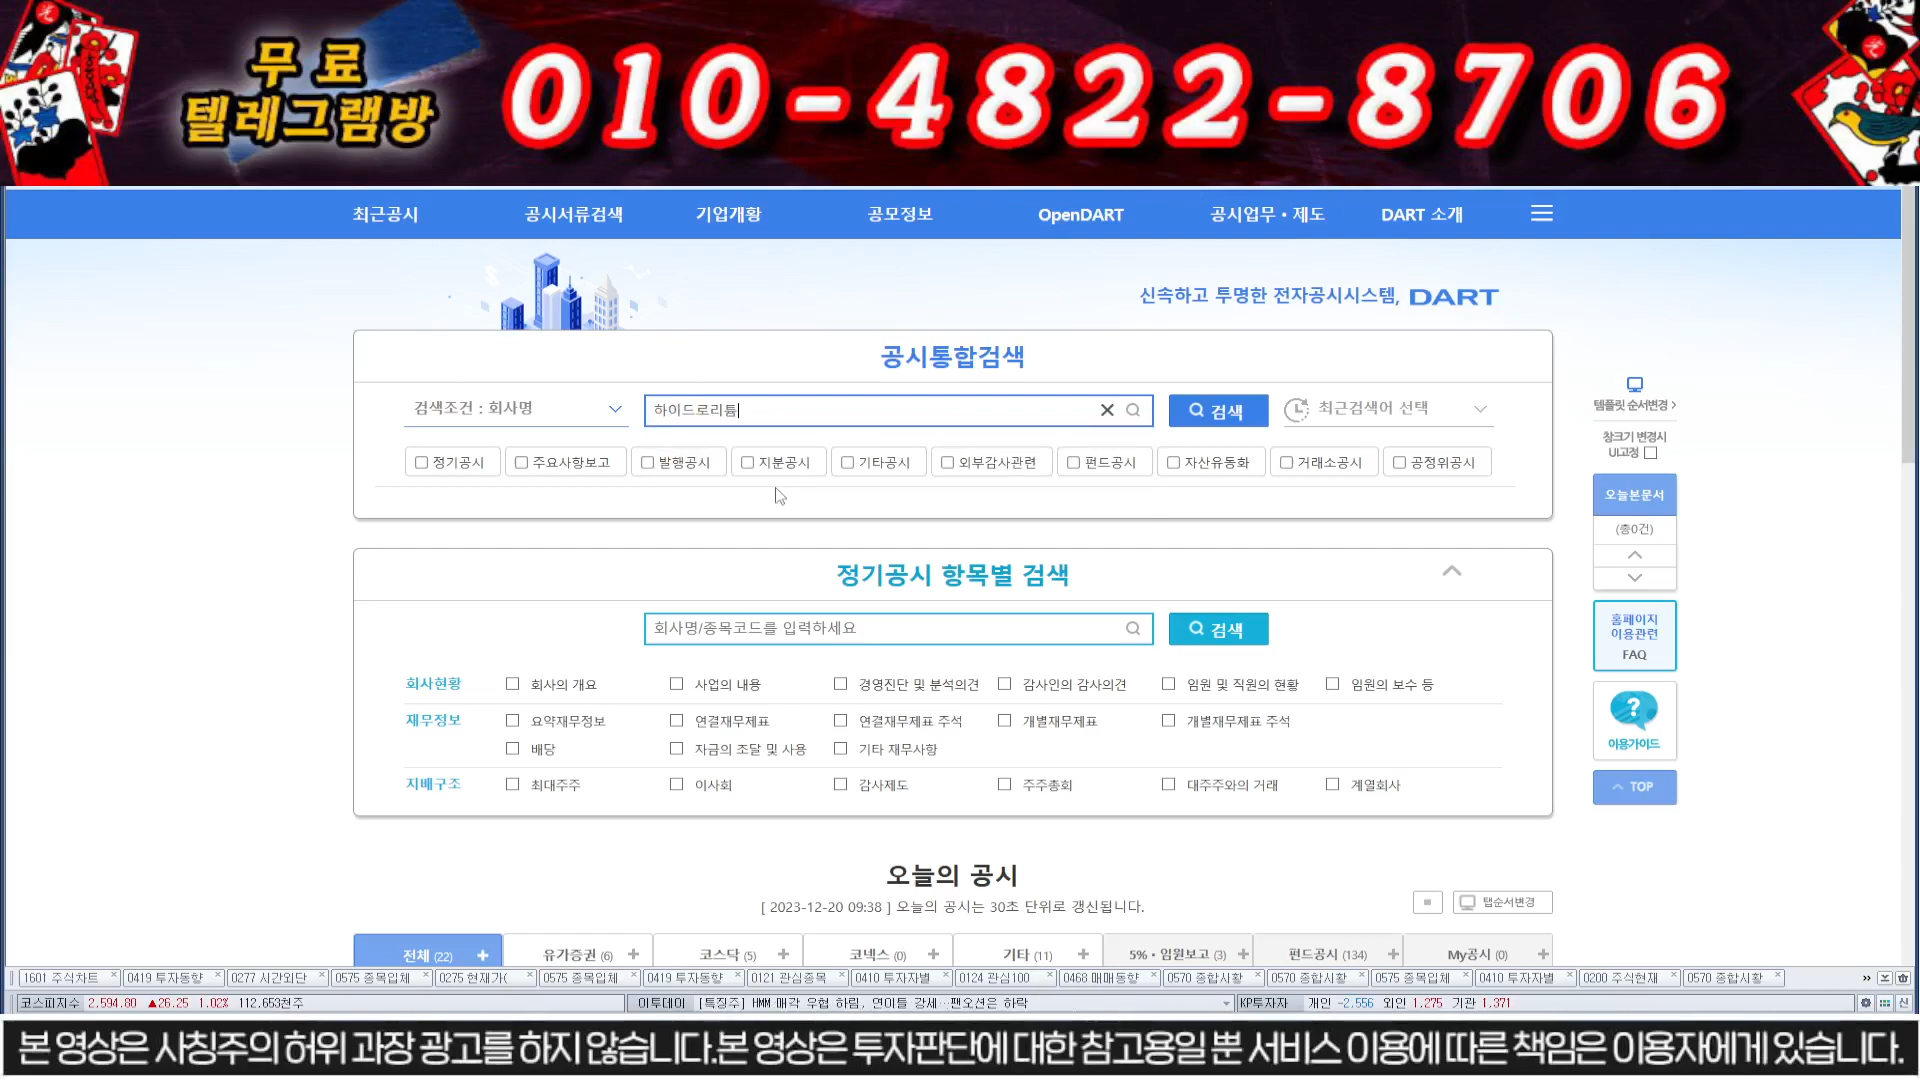 무료
텔레그램방
010-4822-8706
최근공시 공시서류검색 기업개황 공모정보 OpenDART 공시업무·제도 DART 소개
신속하고 투명한 전자공시시스템, DART
공시통합검색
검색조건 : 회사명 하이드로리튬 검색 최근검색어 선택
정기공시 주요사항보고 발행공시 지분공시 기타공시 외부감사관련 펀드공시 자산유동화 거래소공시 공정위공시
템플릿 순서변경
창크기 변경시
UI고정
오늘본문서
(총0건)
홈페이지
이용관련
FAQ
이용가이드
TOP
정기공시 항목별 검색
회사명/종목코드를 입력하세요 검색
회사현황 회사의 개요 사업의 내용 경영진단 및 분석의견 감사인의 감사의견 임원 및 직원의 현황 임원의 보수 등
재무정보 요약재무정보 연결재무제표 연결재무제표 주석 개별재무제표 개별재무제표 주석
배당 자금의 조달 및 사용 기타 재무사항
지배구조 최대주주 이사회 감사제도 주주총회 대주주와의 거래 계열회사
오늘의 공시
[ 2023-12-20 09:38 ] 오늘의 공시는 30초 단위로 갱신됩니다.
탭순서변경
전체 (22) 유가증권 (6) 코스닥 (5) 코넥스 (0) 기타 (11) 5%·임원보고 (3) 펀드공시 (134) My공시 (0)
1601 주식차트 0419 투자동향 0277 시간외단 0575 종목입체 0275 현재가( 0575 종목입체 0419 투자동향 0121 관심종목 0410 투자자별 0124 관심100 0468 매매동향 0570 종합시황 0570 종합시황 0575 종목입체 0410 투자자별 0200 주식현재 0570 종합시황
코스피지수 2,594.80 ▲26.25 1.02% 112,653천주 이투데이 [특징주] HMM 매각 우협 하림, 연이틀 강세…팬오션은 하락 KP투자자 개인 -2,556 외인 1,275 기관 1,371
본 영상은 사칭주의 허위 과장 광고를 하지 않습니다.본 영상은 투자판단에 대한 참고용일 뿐 서비스 이용에 따른 책임은 이용자에게 있습니다.